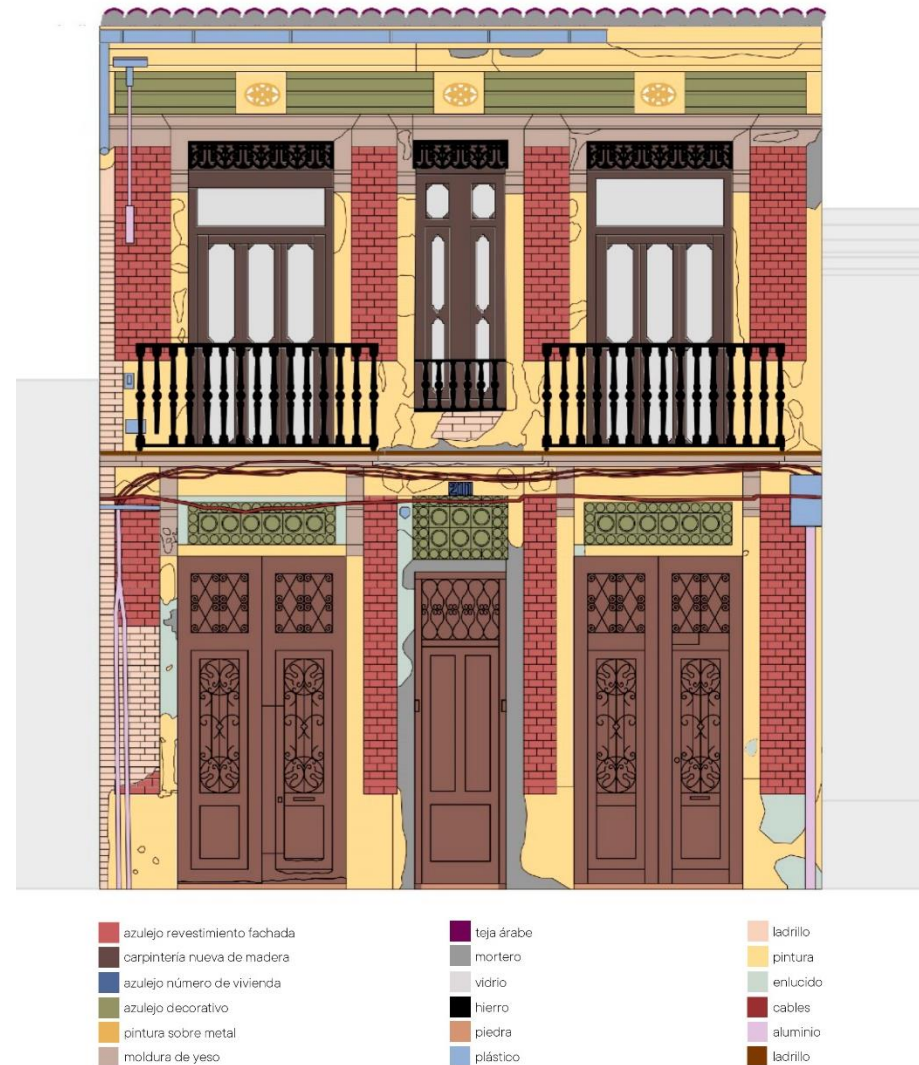 201
azulejo revestimiento fachada
carpintería nueva de madera
azulejo número de vivienda
azulejo decorativo
pintura sobre metal
moldura de yeso
teja árabe
mortero
vidrio
hierro
piedra
plástico
ladrillo
pintura
enlucido
cables
aluminio
ladrillo